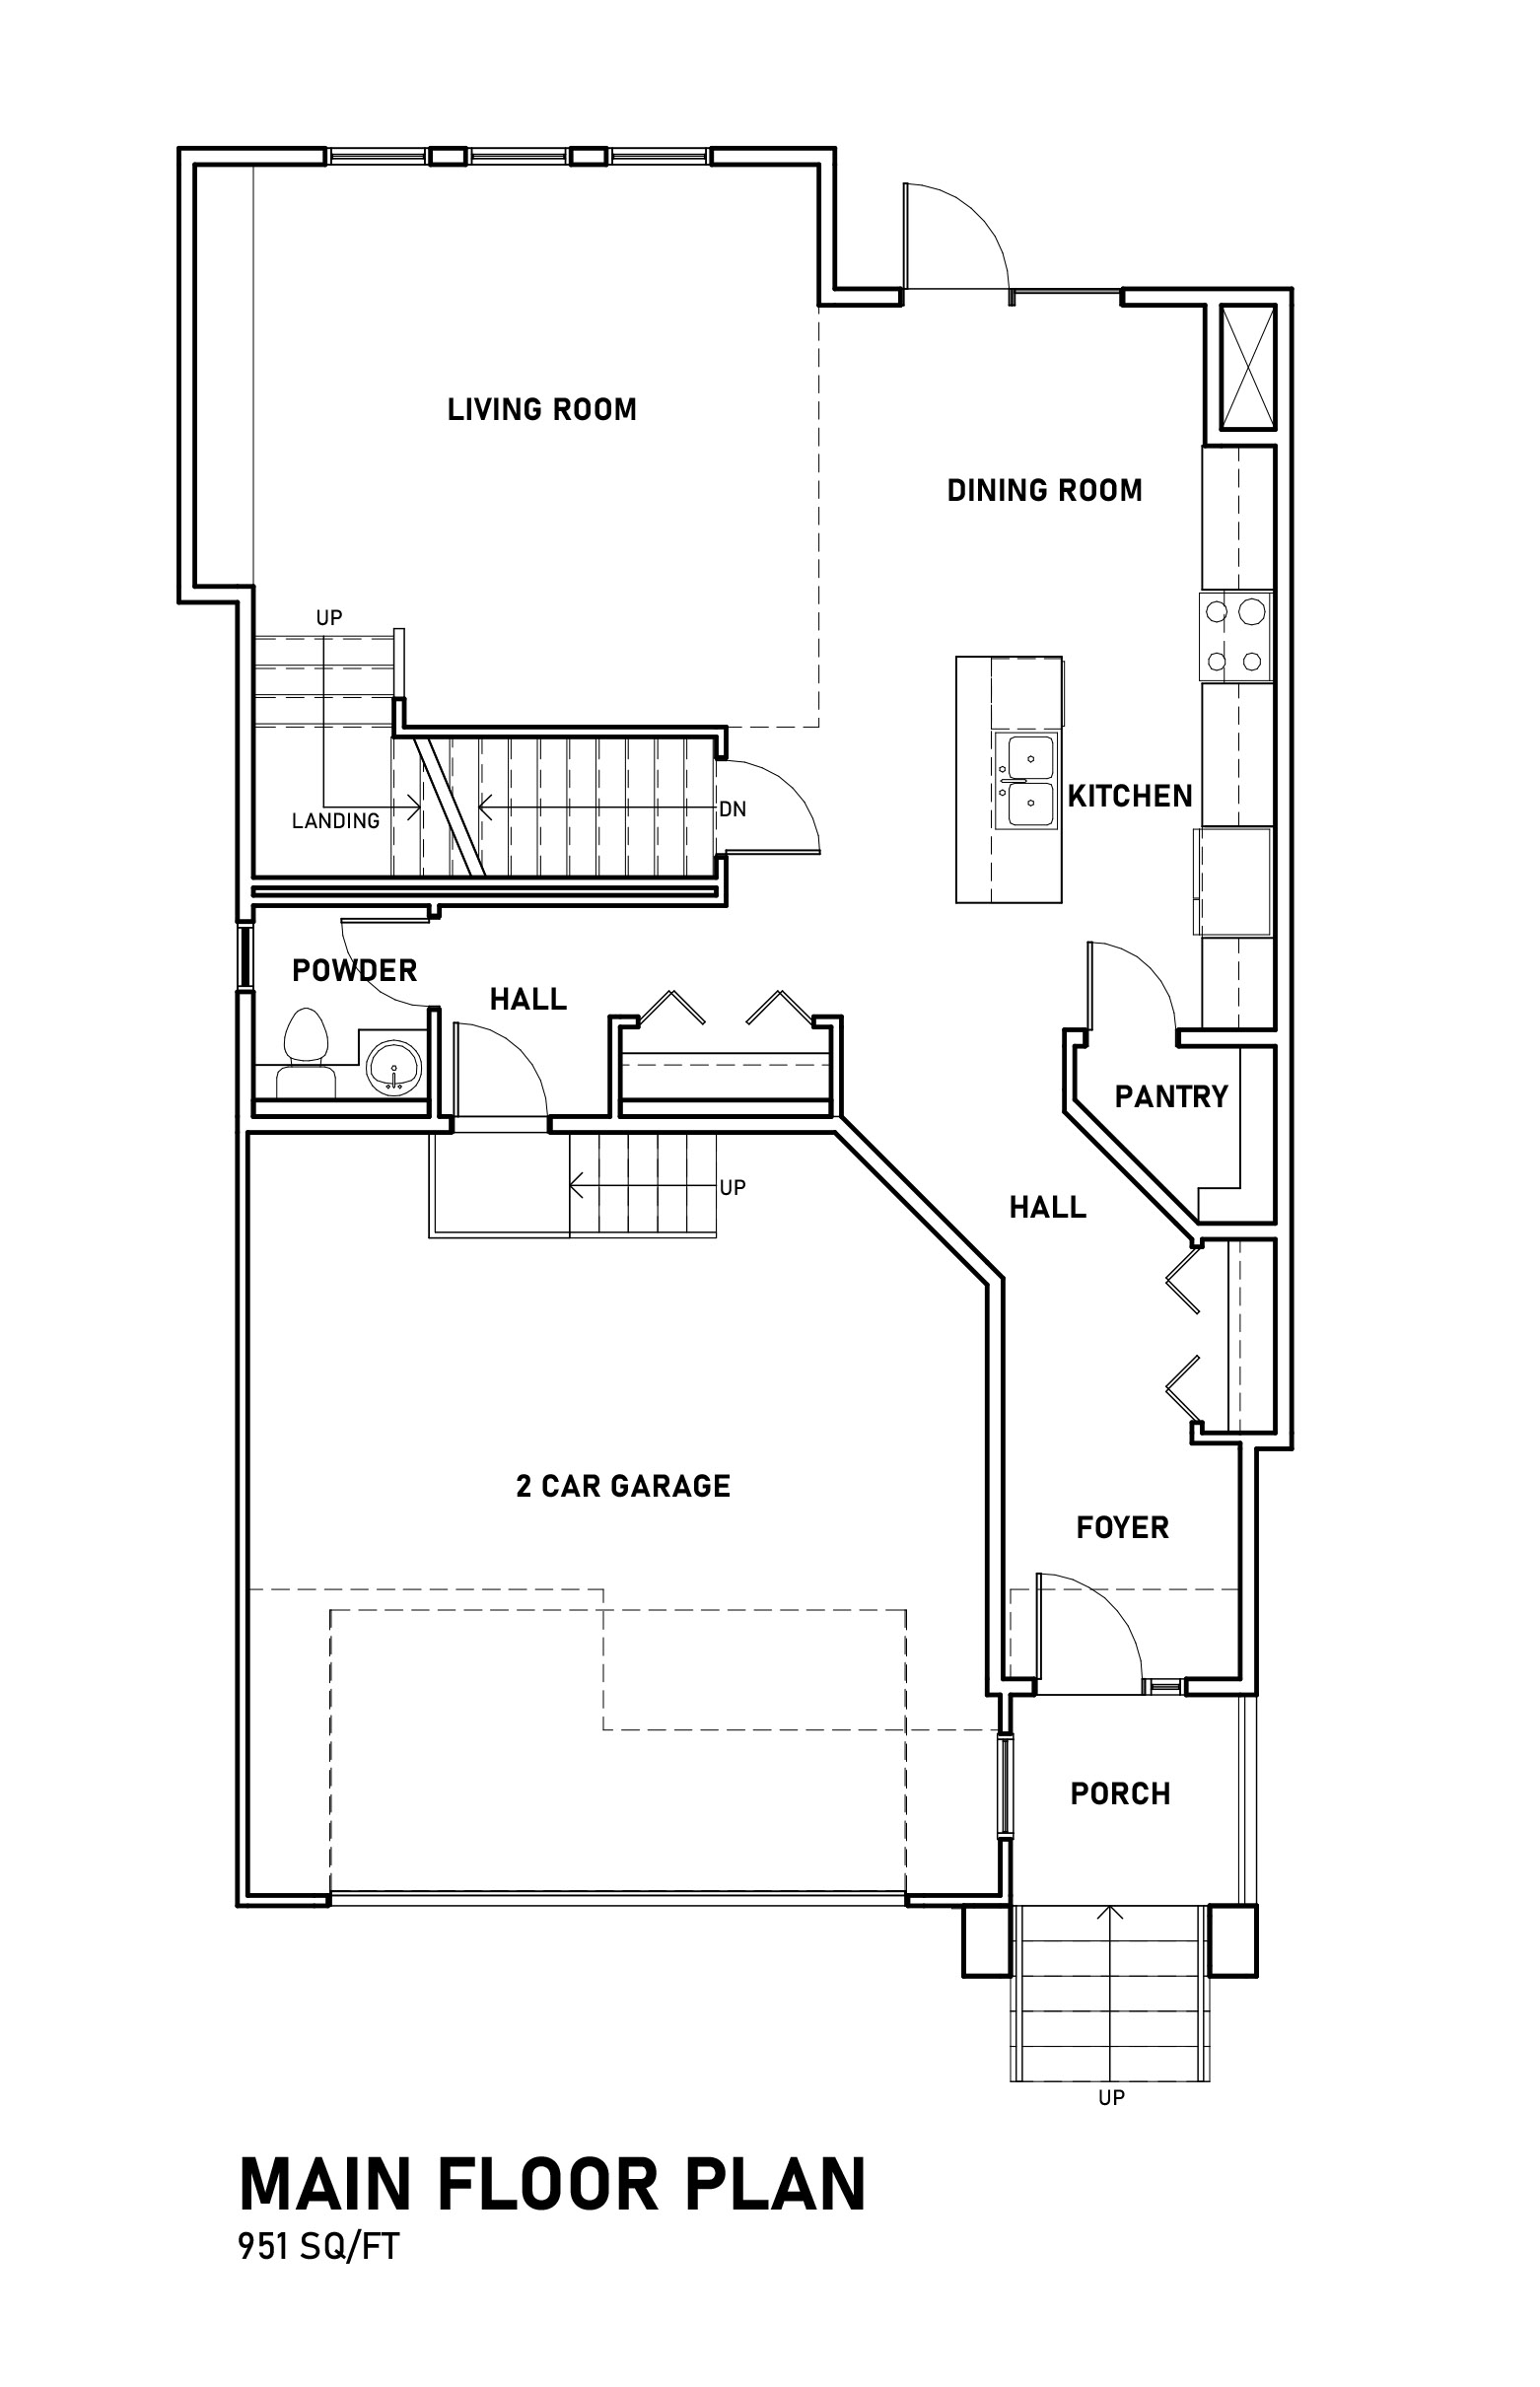 LIVING ROOM
DINING ROOM
UP
KITCHEN
LANDING
DN
POWDER
HALL
PANTRY
UP
HALL
2 CAR GARAGE
FOYER
PORCH
UP
MAIN FLOOR PLAN
951 SQ/FT